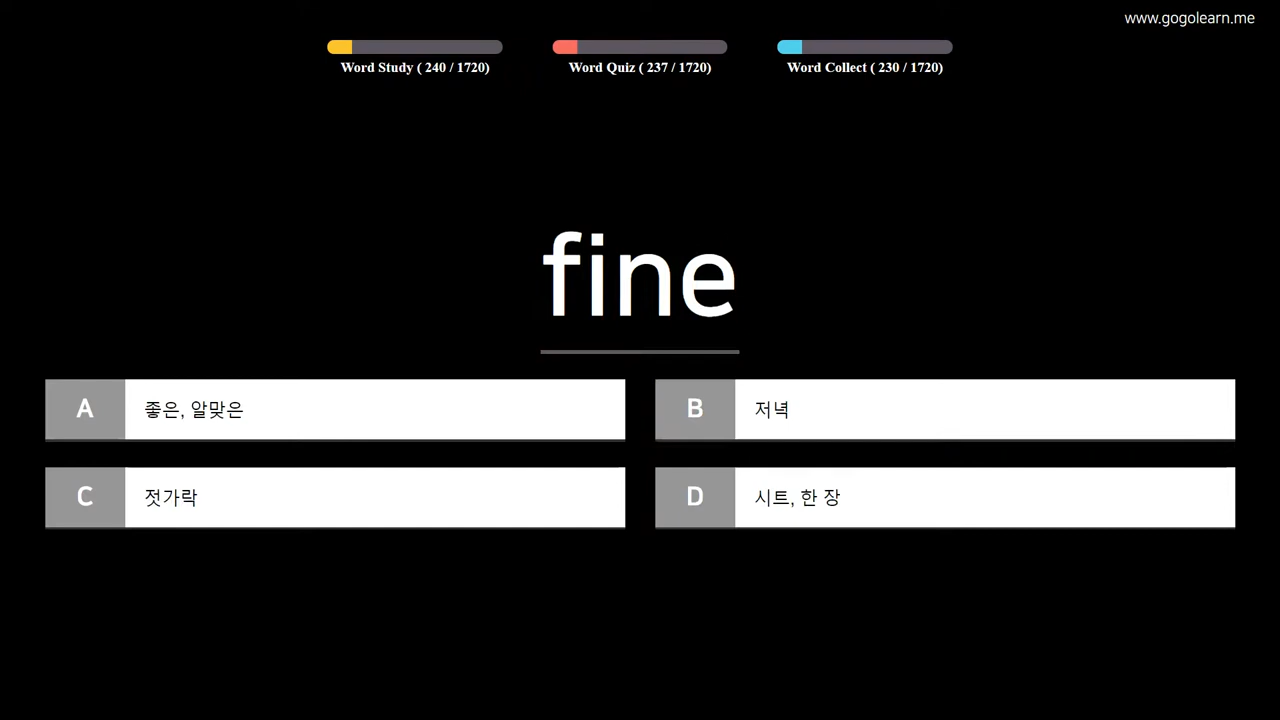 www.gogolearn.me
Word Study ( 240 / 1720)
Word Quiz ( 237 / 1720)
Word Collect ( 230 / 1720)
fine
A 좋은, 알맞은
B 저녁
C 젓가락
D 시트, 한 장